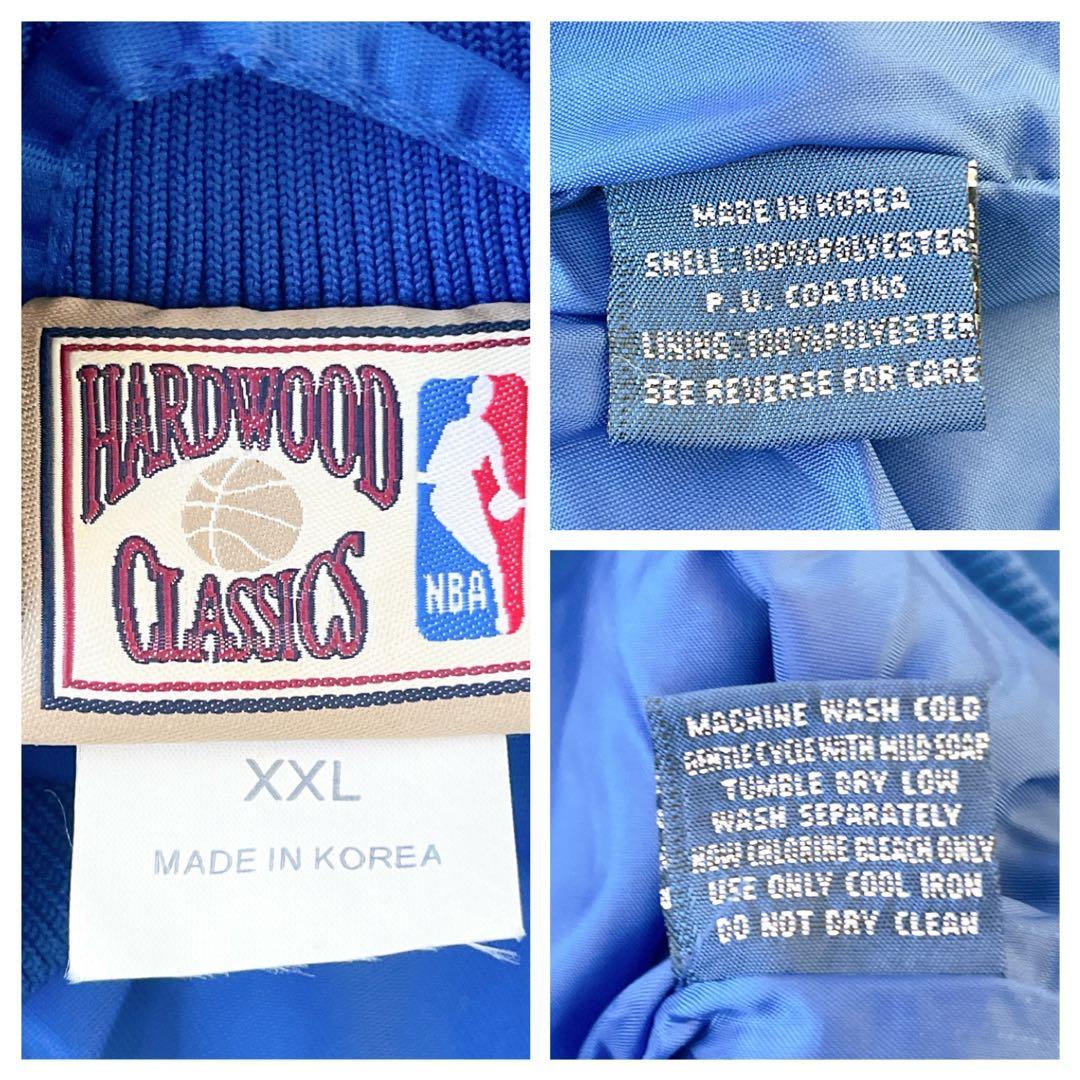 HARDWOOD
CLASSICS
NBA
XXL
MADE IN KOREA
MADE IN KOREA
SHELL:100%POLYESTER
P.U. COATING
LINING:100%POLYESTER
SEE REVERSE FOR CARE
MACHINE WASH COLD
GENTLE CYCLE WITH MILD SOAP
TUMBLE DRY LOW
WASH SEPARATELY
NON CHLORINE BLEACH ONLY
USE ONLY COOL IRON
DO NOT DRY CLEAN